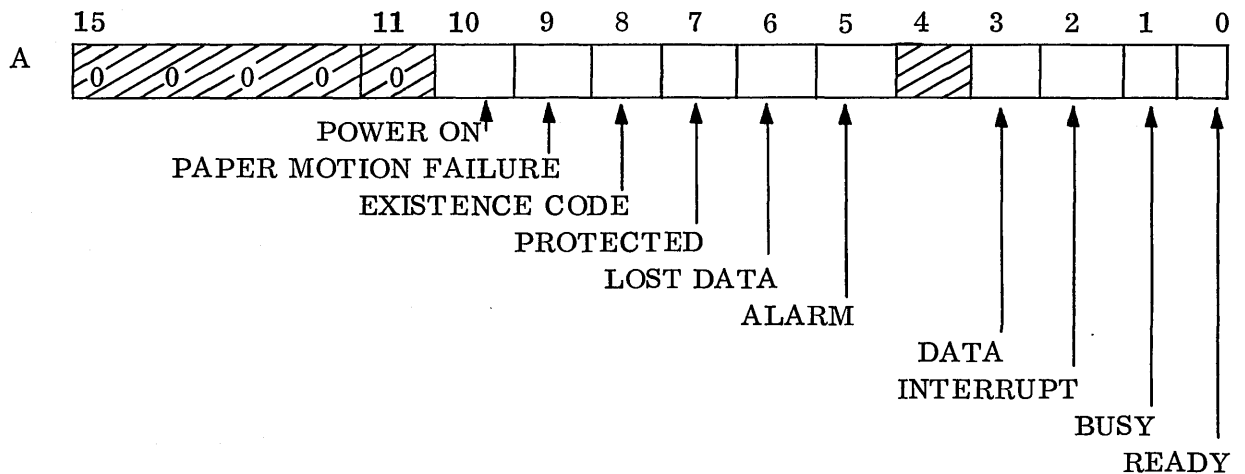 15 11 10 9 8 7 6 5 4 3 2 1 0
A 0 0 0 0 0
POWER ON
PAPER MOTION FAILURE
EXISTENCE CODE
PROTECTED
LOST DATA
ALARM
DATA
INTERRUPT
BUSY
READY